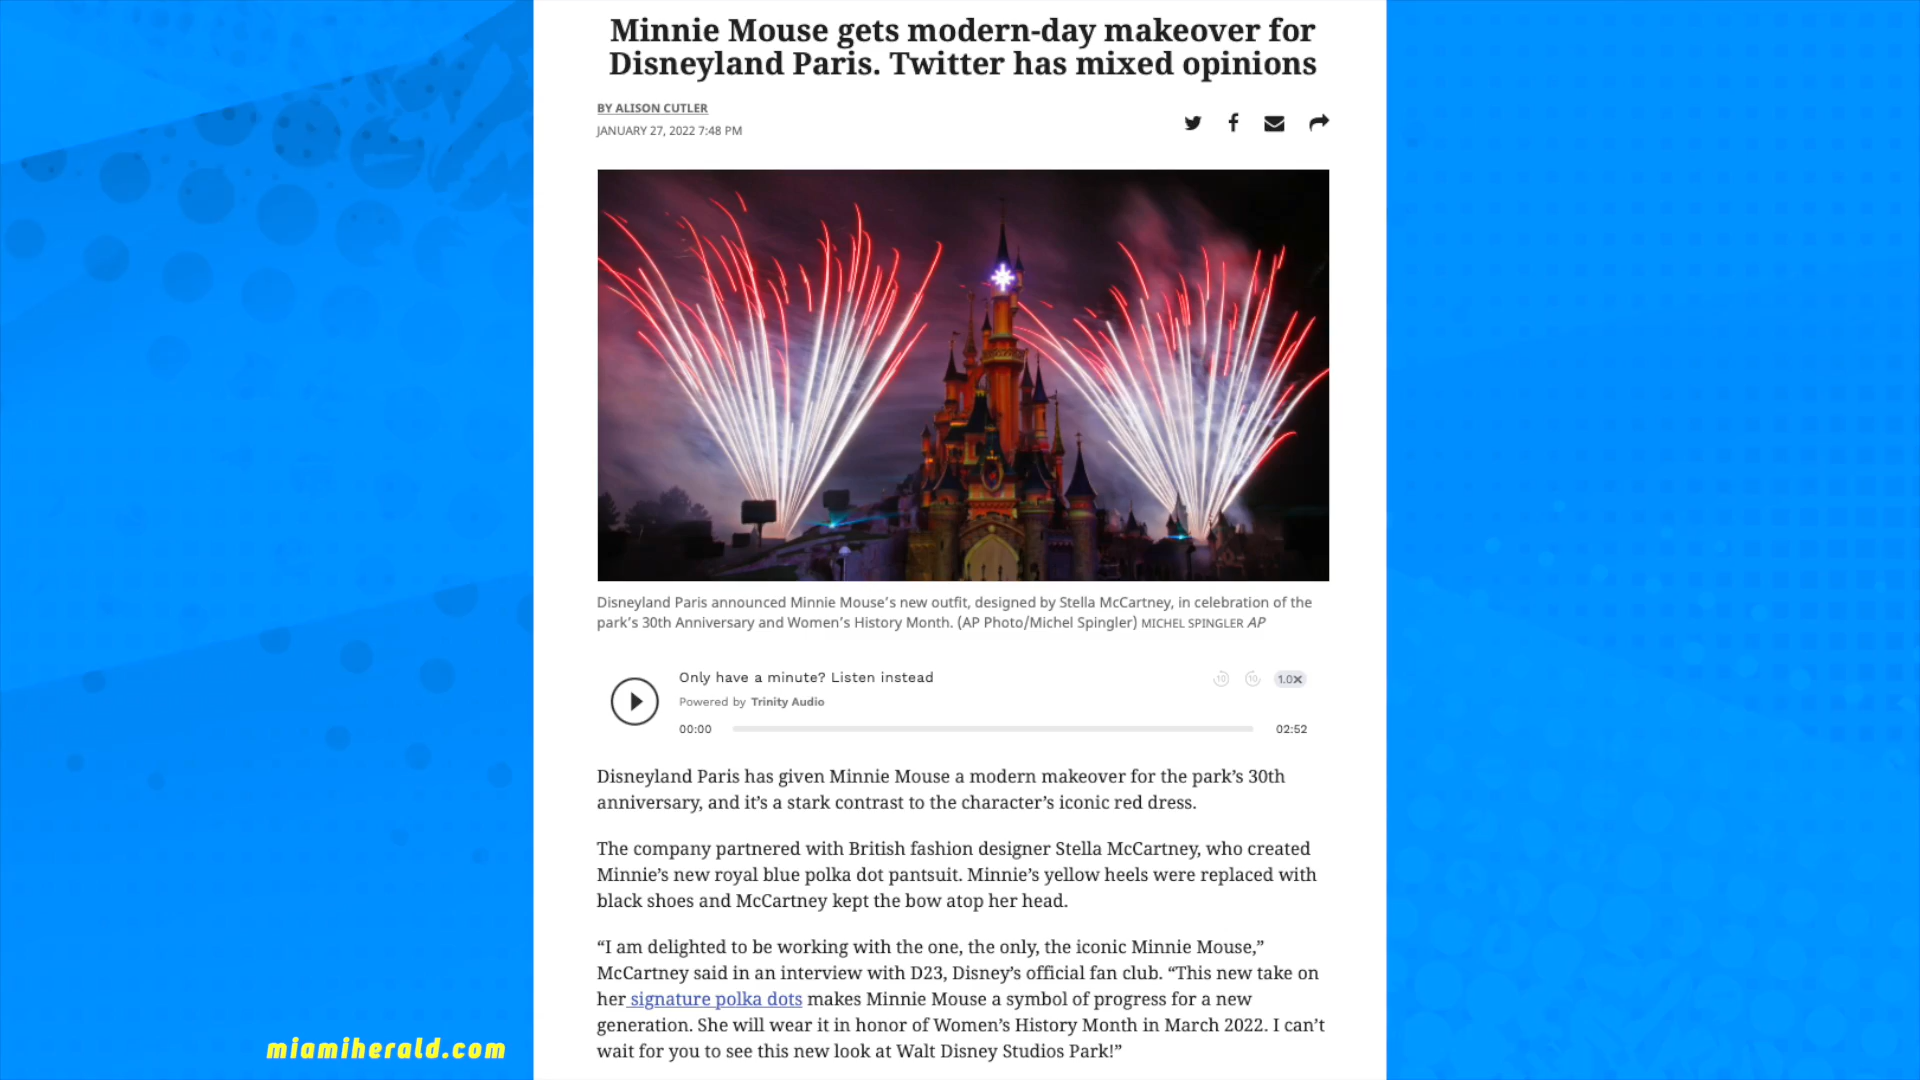 Minnie Mouse gets modern-day makeover for
Disneyland Paris. Twitter has mixed opinions
BY ALISON CUTLER
JANUARY 27, 2022 7:48 PM
Disneyland Paris announced Minnie Mouse's new outfit, designed by Stella McCartney, in celebration of the
park's 30th Anniversary and Women's History Month. (AP Photo/Michel Spingler) MICHEL SPINGLER AP
Only have a minute? Listen instead
10 10 1.0X
Powered by Trinity Audio
00:00 02:52
Disneyland Paris has given Minnie Mouse a modern makeover for the park's 30th
anniversary, and it's a stark contrast to the character's iconic red dress.
The company partnered with British fashion designer Stella McCartney, who created
Minnie's new royal blue polka dot pantsuit. Minnie's yellow heels were replaced with
black shoes and McCartney kept the bow atop her head.
“I am delighted to be working with the one, the only, the iconic Minnie Mouse,”
McCartney said in an interview with D23, Disney's official fan club. “This new take on
her signature polka dots makes Minnie Mouse a symbol of progress for a new
generation. She will wear it in honor of Women's History Month in March 2022. I can't
wait for you to see this new look at Walt Disney Studios Park!”
miamiherald.com